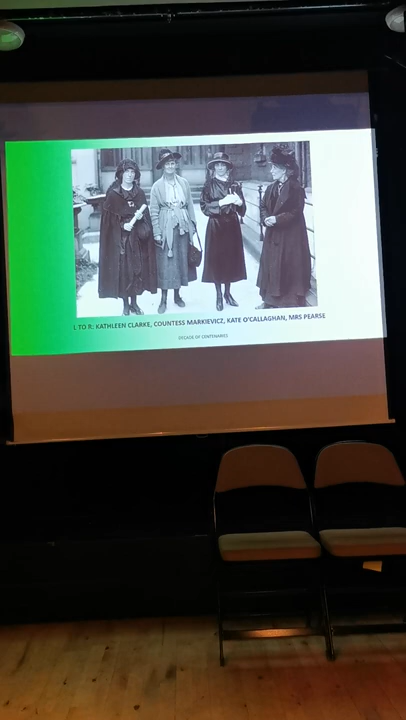 L TO R: KATHLEEN CLARKE, COUNTESS MARKIEVICZ, KATE O'CALLAGHAN, MRS PEARSE
DECADE OF CENTENARIES